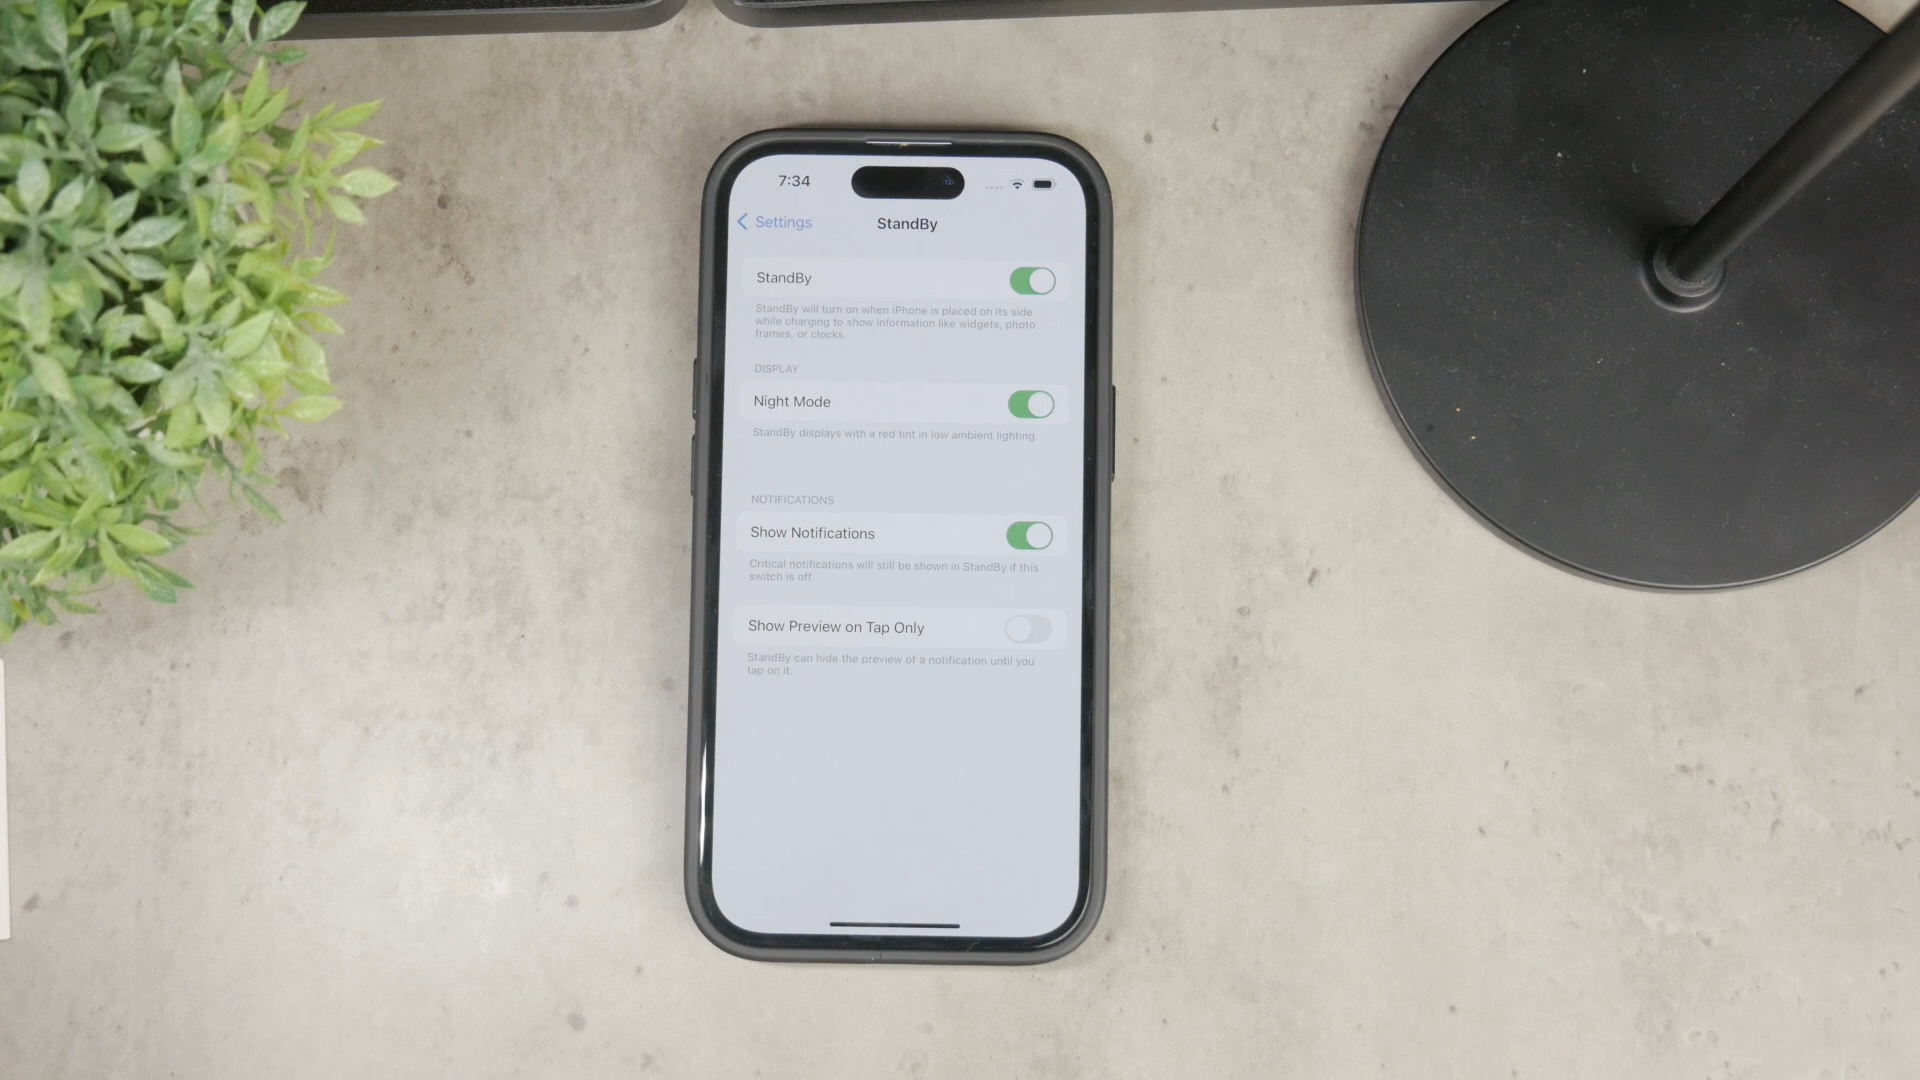 7:34
Settings
StandBy
StandBy
StandBy will turn on when iPhone is placed on its side
while charging to show information like widgets, photo
frames, or clocks.
DISPLAY
Night Mode
StandBy displays with a red tint in low ambient lighting.
NOTIFICATIONS
Show Notifications
Critical notifications will still be shown in StandBy if this
switch is off.
Show Preview on Tap Only
StandBy can hide the preview of a notification until you
tap on it.